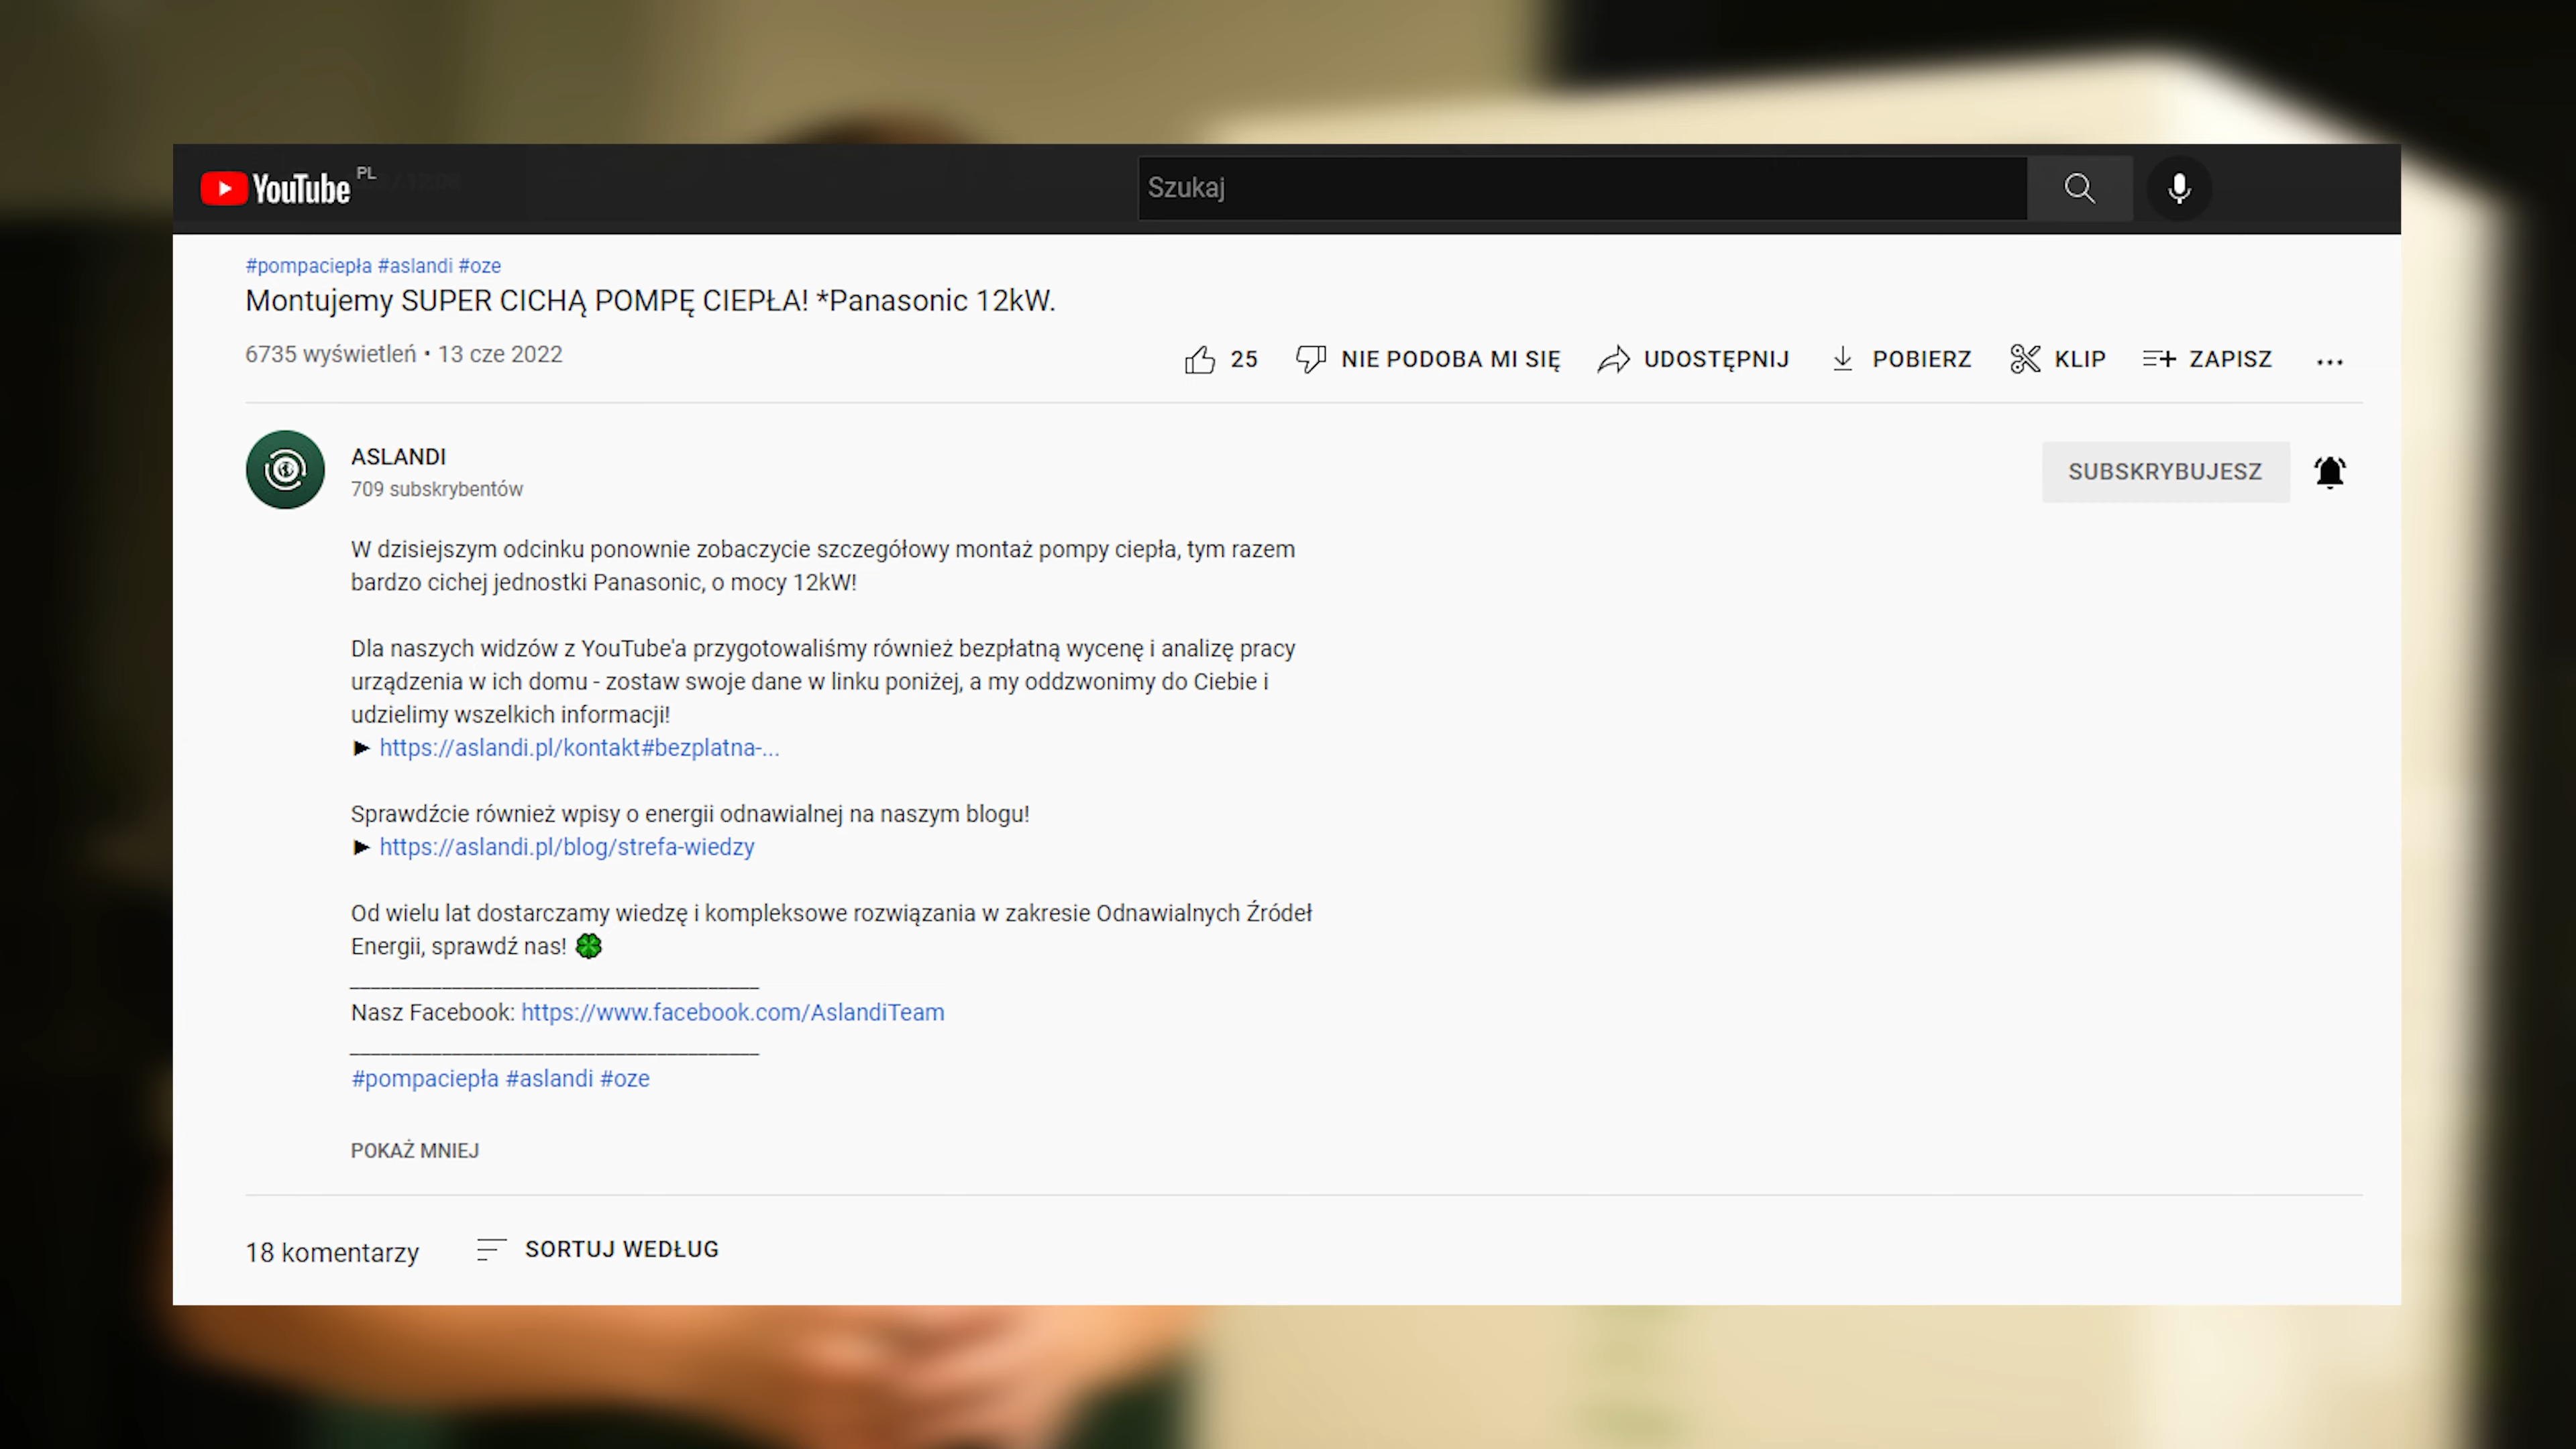 YouTube PL
Szukaj
#pompaciepła #aslandi #oze
Montujemy SUPER CICHĄ POMPĘ CIEPŁA! *Panasonic 12kW.
6735 wyświetleń • 13 cze 2022
25 NIE PODOBA MI SIĘ UDOSTĘPNIJ POBIERZ KLIP ZAPISZ ...
ASLANDI
709 subskrybentów
SUBSKRYBUJESZ
W dzisiejszym odcinku ponownie zobaczycie szczegółowy montaż pompy ciepła, tym razem
bardzo cichej jednostki Panasonic, o mocy 12kW!
Dla naszych widzów z YouTube'a przygotowaliśmy również bezpłatną wycenę i analizę pracy
urządzenia w ich domu - zostaw swoje dane w linku poniżej, a my oddzwonimy do Ciebie i
udzielimy wszelkich informacji!
► https://aslandi.pl/kontakt#bezplatna-...
Sprawdźcie również wpisy o energii odnawialnej na naszym blogu!
► https://aslandi.pl/blog/strefa-wiedzy
Od wielu lat dostarczamy wiedzę i kompleksowe rozwiązania w zakresie Odnawialnych Źródeł
Energii, sprawdź nas! 🍀
Nasz Facebook: https://www.facebook.com/AslandiTeam
#pompaciepła #aslandi #oze
POKAŻ MNIEJ
18 komentarzy SORTUJ WEDŁUG